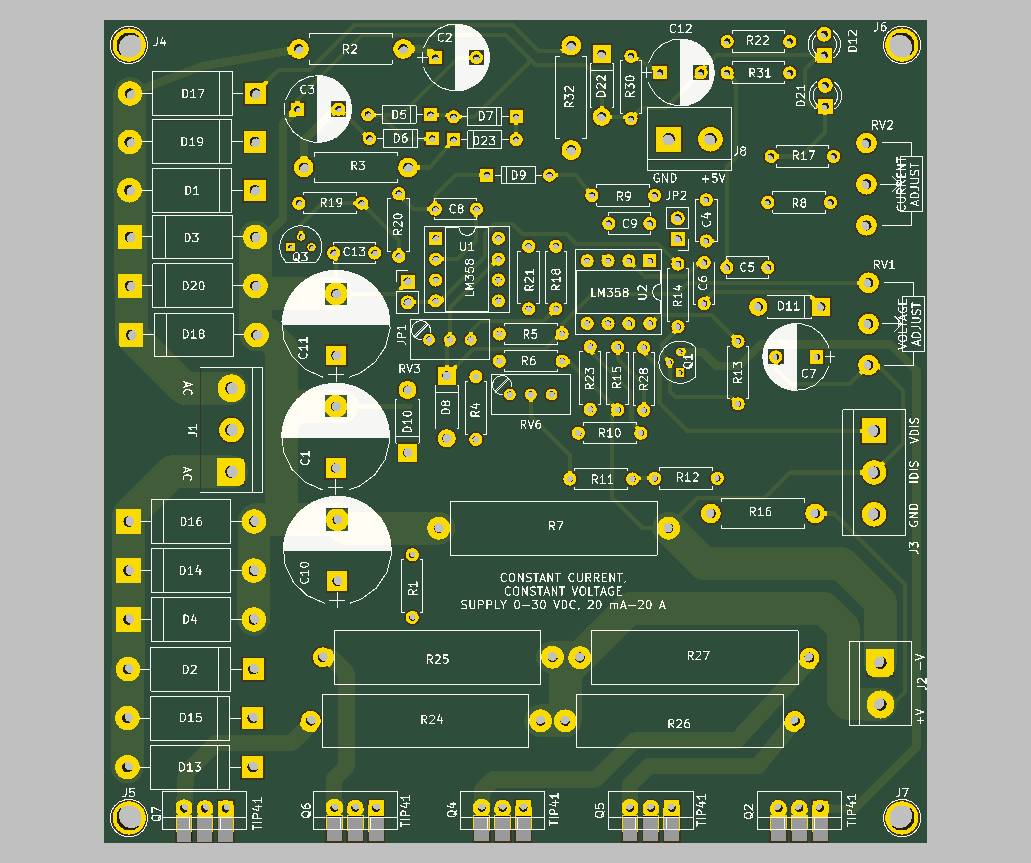 J4
R2
C2
C12
R22
D12
J6
D17
C3
R32
D22
R30
R31
D21
D5
D7
D19
D6
D23
J8
RV2
R3
D9
GND
+5V
R17
CURRENT
ADJUST
D1
R19
R20
C8
R9
JP2
C4
R8
C9
D3
Q3
C13
U1
LM358
R21
R18
LM358
U2
R14
C6
C5
RV1
D20
D11
VOLTAGE
ADJUST
D18
C11
JP1
R5
R6
Q1
R13
C7
RV3
R23
R15
R28
AC
J1
AC
D10
D8
R4
RV6
R10
VDIS
IDIS
GND
J3
C1
R11
R12
D16
R7
R16
D14
C10
R1
CONSTANT CURRENT,
CONSTANT VOLTAGE
SUPPLY 0-30 VDC, 20 mA-20 A
D4
D2
R25
R27
-V
J2
+V
D15
R24
R26
D13
J5
Q7
TIP41
Q6
TIP41
Q4
TIP41
Q5
TIP41
Q2
TIP41
J7